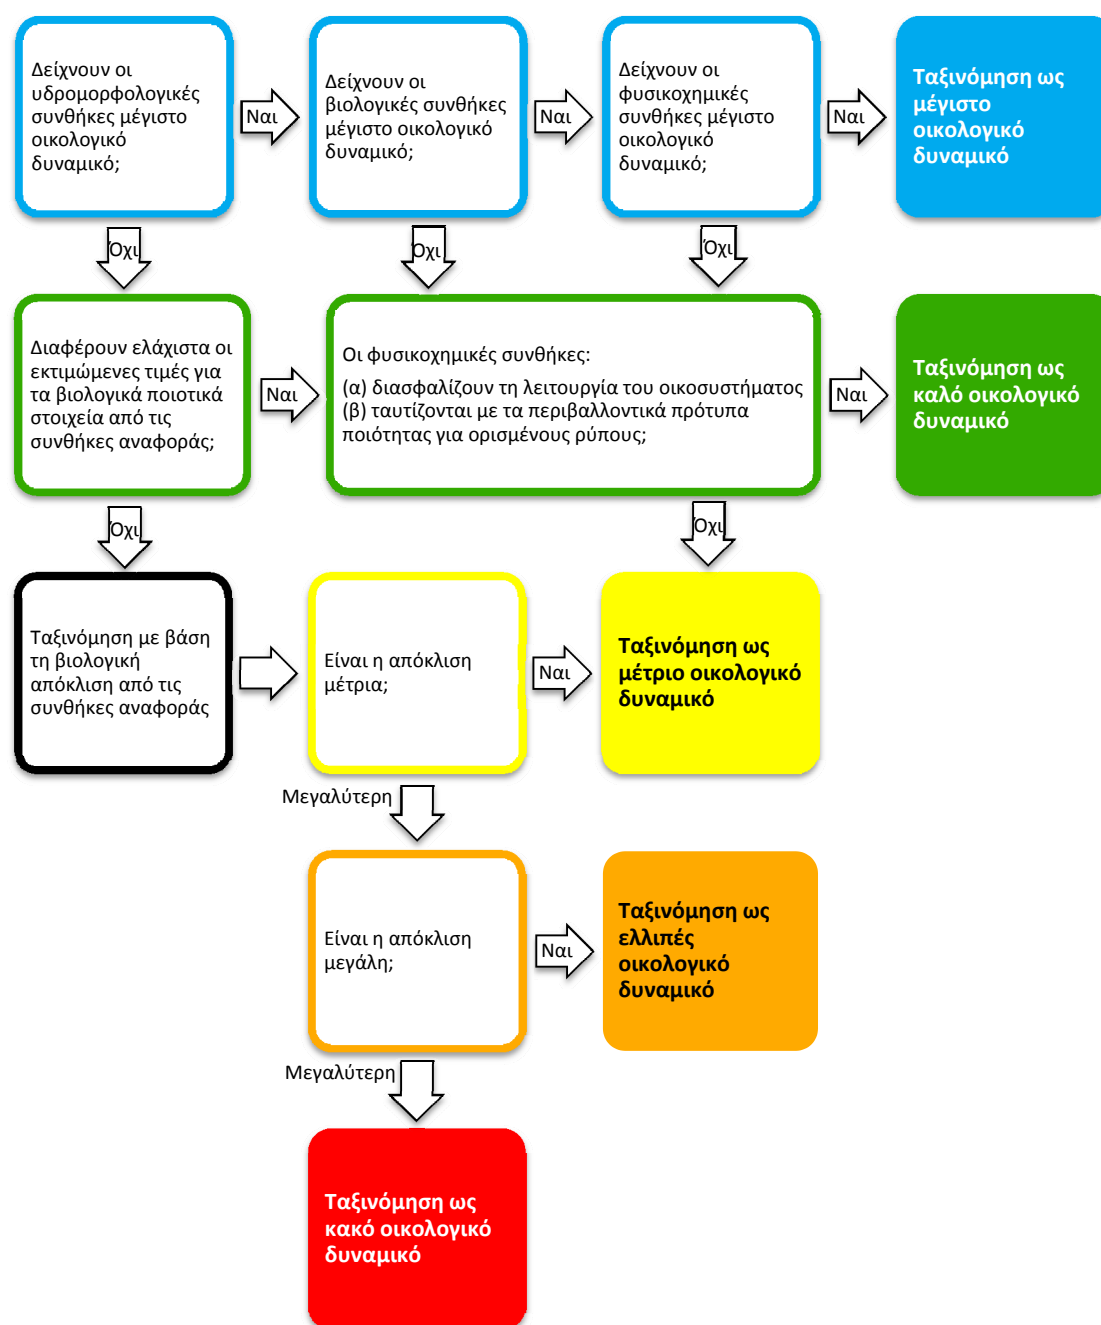 Δείχνουν οι
υδρομορφολογικές
συνθήκες μέγιστο
οικολογικό
δυναμικό;
Ναι
Δείχνουν οι
βιολογικές συνθήκες
μέγιστο οικολογικό
δυναμικό;
Ναι
Δείχνουν οι
φυσικοχημικές
συνθήκες μέγιστο
οικολογικό
δυναμικό;
Ναι
Ταξινόμηση ως
μέγιστο
οικολογικό
δυναμικό
Όχι
Όχι
Όχι
Διαφέρουν ελάχιστα οι
εκτιμώμενες τιμές για
τα βιολογικά ποιοτικά
στοιχεία από τις
συνθήκες αναφοράς;
Ναι
Οι φυσικοχημικές συνθήκες:
(α) διασφαλίζουν τη λειτουργία του οικοσυστήματος
(β) ταυτίζονται με τα περιβαλλοντικά πρότυπα
ποιότητας για ορισμένους ρύπους;
Ναι
Ταξινόμηση ως
καλό οικολογικό
δυναμικό
Όχι
Όχι
Ταξινόμηση με βάση
τη βιολογική
απόκλιση από τις
συνθήκες αναφοράς
Είναι η απόκλιση
μέτρια;
Ναι
Ταξινόμηση ως
μέτριο οικολογικό
δυναμικό
Μεγαλύτερη
Είναι η απόκλιση
μεγάλη;
Ναι
Ταξινόμηση ως
ελλιπές
οικολογικό
δυναμικό
Μεγαλύτερη
Ταξινόμηση ως
κακό οικολογικό
δυναμικό